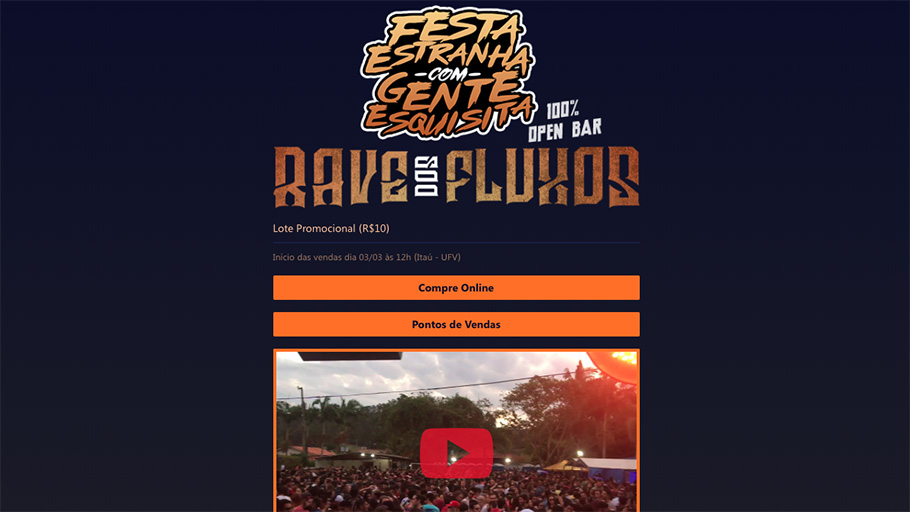 FESTA
ESTRANHA
-COM-
GENTE
ESQUISITA
100%
OPEN BAR
RAVE DOS FLUXOS
Lote Promocional (R$10)
Início das vendas dia 03/03 às 12h (Itaú - UFV)
Compre Online
Pontos de Vendas